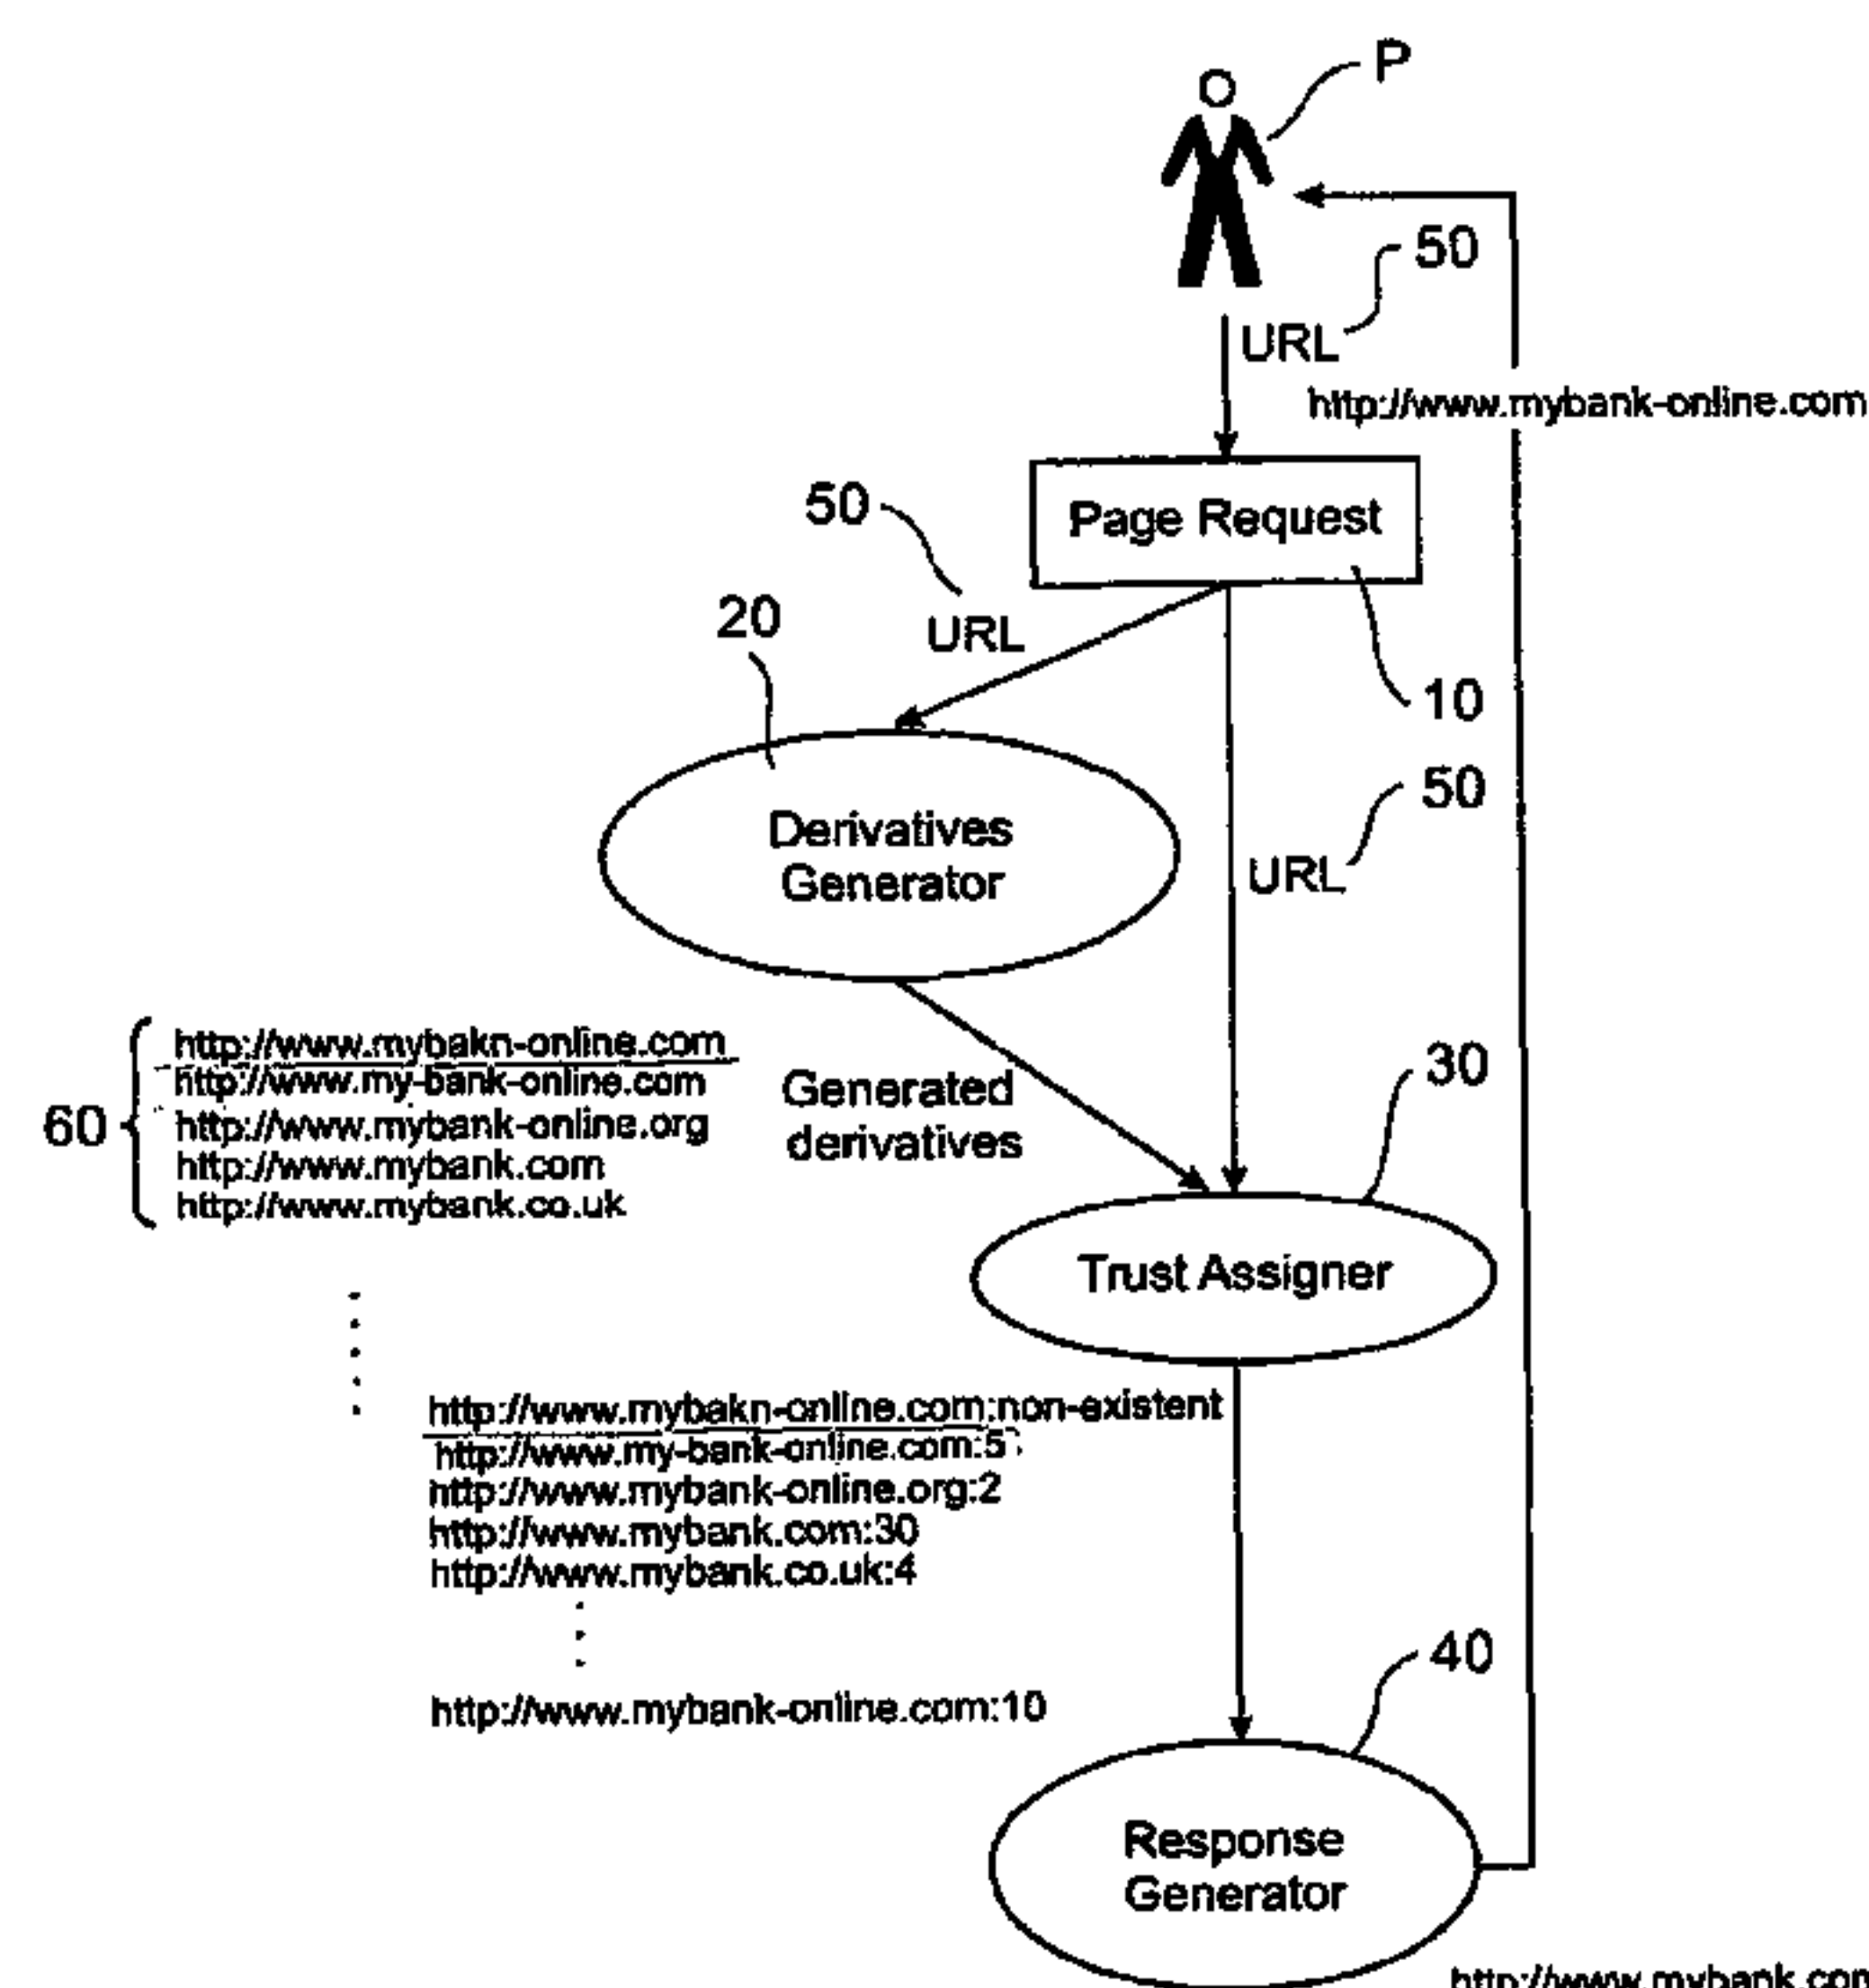 P
50
URL
http://www.mybank-online.com
50
Page Request
20
URL
10
50
Derivatives
Generator
URL
http://www.mybakn-online.com
http://www.my-bank-online.com
http://www.mybank-online.org
http://www.mybank.com
http://www.mybank.co.uk
60
Generated
derivatives
30
Trust Assigner
http://www.mybakn-online.com:non-existent
http://www.my-bank-online.com:5
http://www.mybank-online.org:2
http://www.mybank.com:30
http://www.mybank.co.uk:4
40
http://www.mybank-online.com:10
Response
Generator